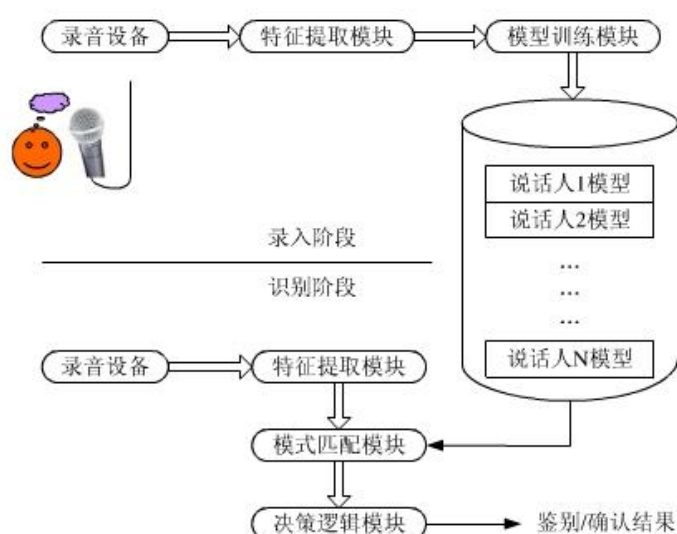 录音设备
特征提取模块
模型训练模块
说话人1模型
说话人2模型
...
...
...
说话人N模型
录入阶段
识别阶段
录音设备
特征提取模块
模式匹配模块
决策逻辑模块
鉴别/确认结果